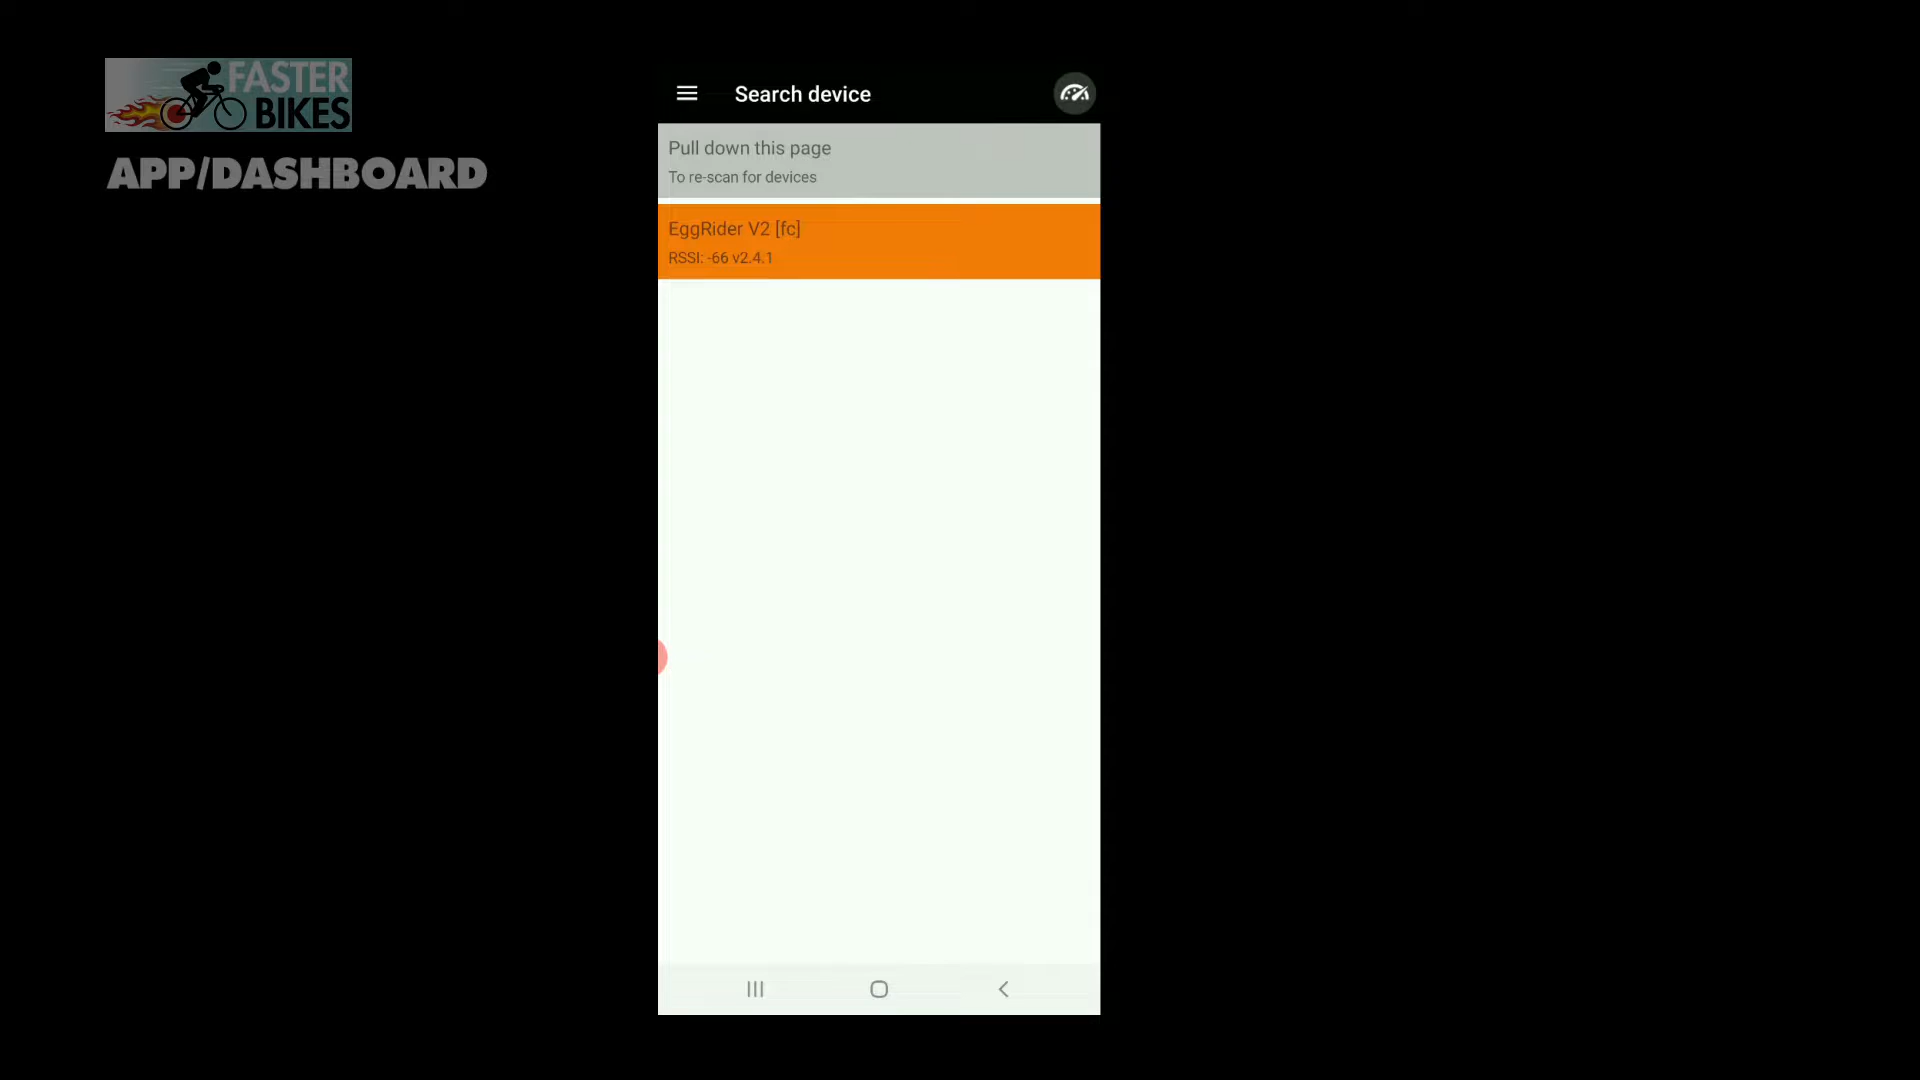 FASTER
BIKES
APP/DASHBOARD
Search device
Pull down this page
To re-scan for devices
EggRider V2 [fc]
RSSI: -66 v2.4.1